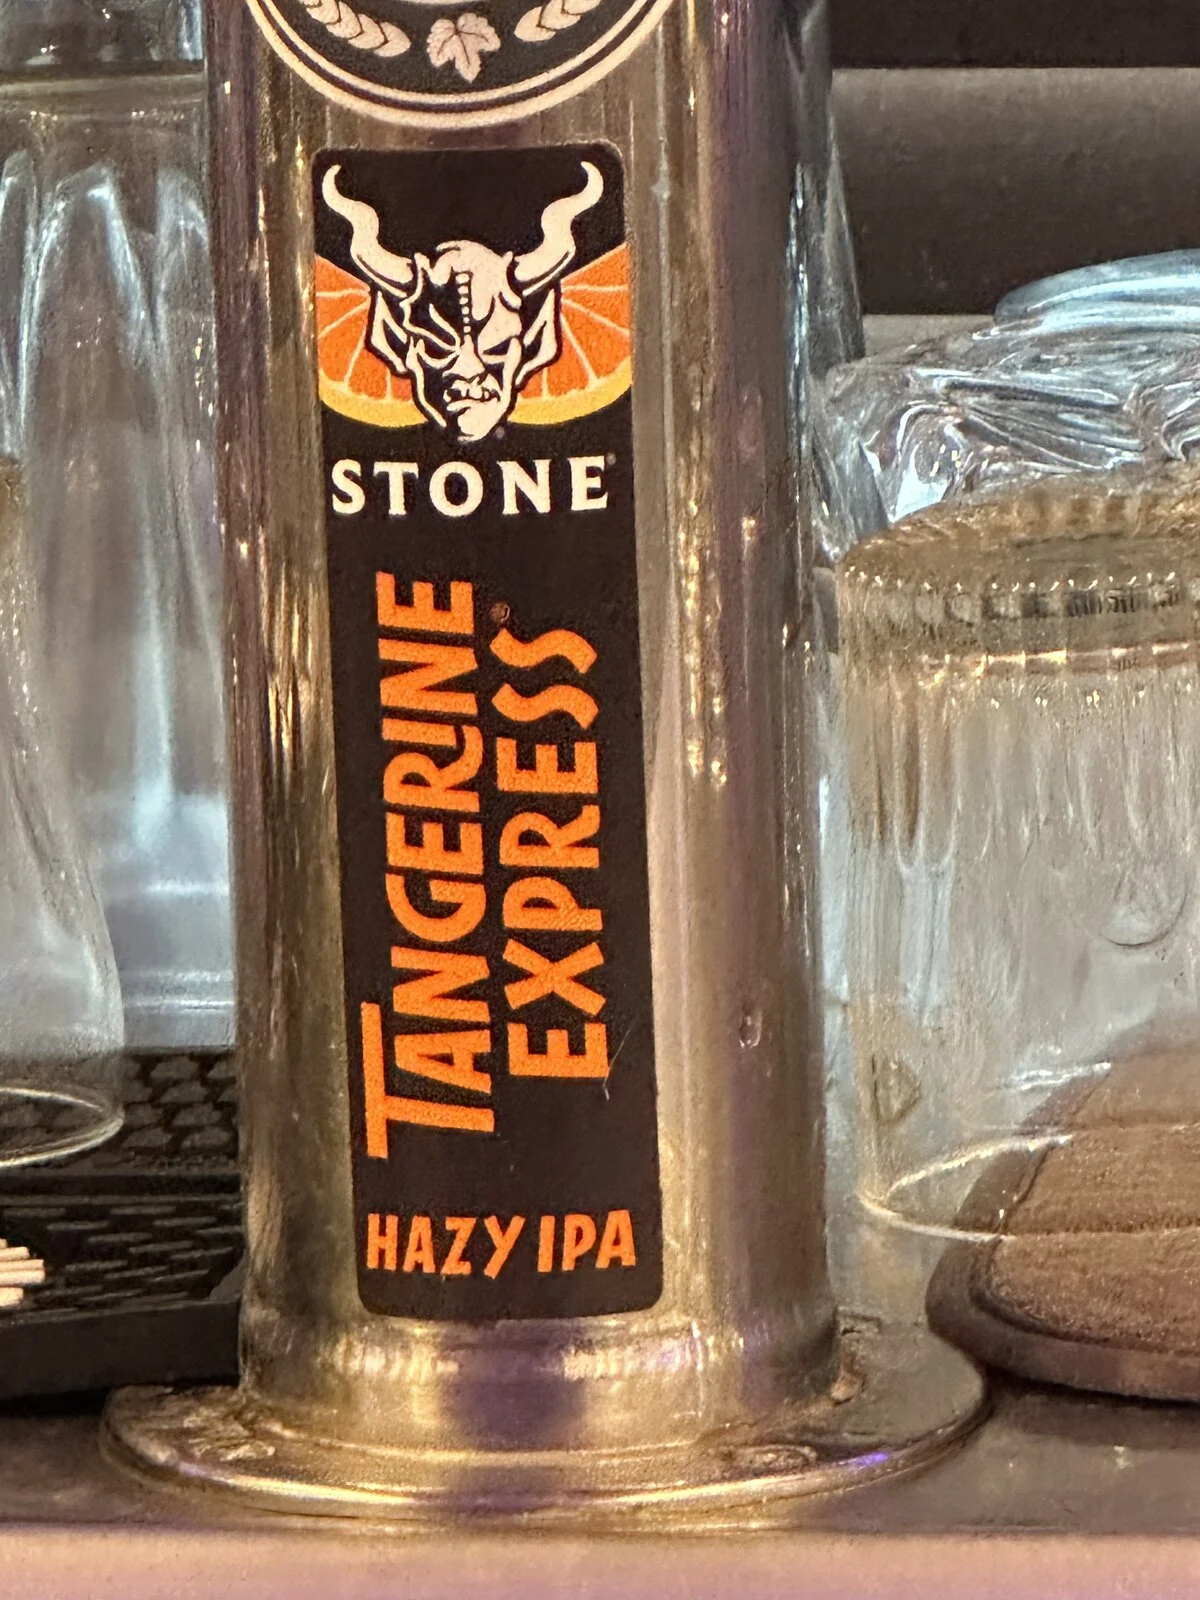 STONE
TANGERINE
EXPRESS
HAZY IPA